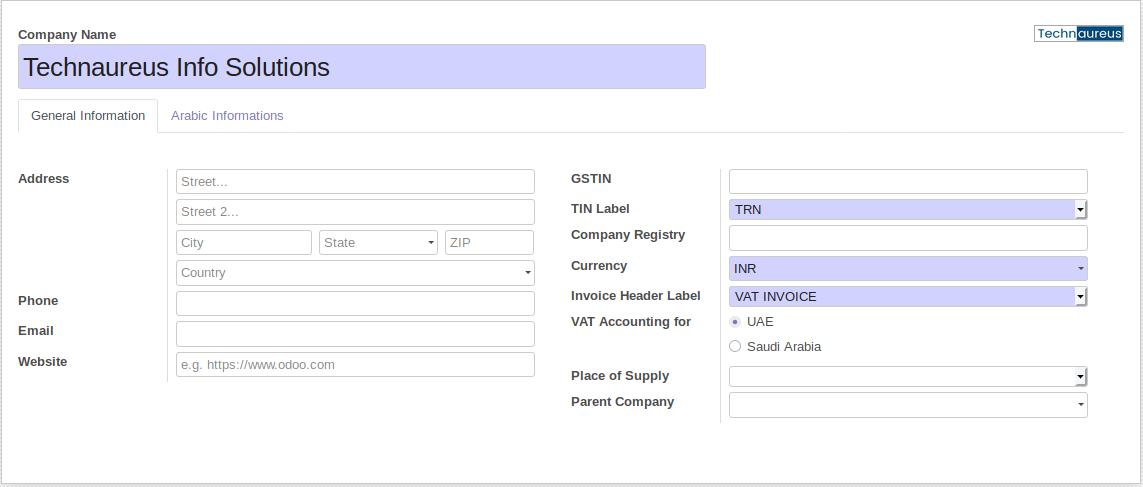 Company Name
Technaureus
Technaureus Info Solutions
General Information
Arabic Informations
Address
Street...
Street 2...
City
State
ZIP
Country
Phone
Email
Website
e.g. https://www.odoo.com
GSTIN
TIN Label
TRN
Company Registry
Currency
INR
Invoice Header Label
VAT INVOICE
VAT Accounting for
UAE
Saudi Arabia
Place of Supply
Parent Company